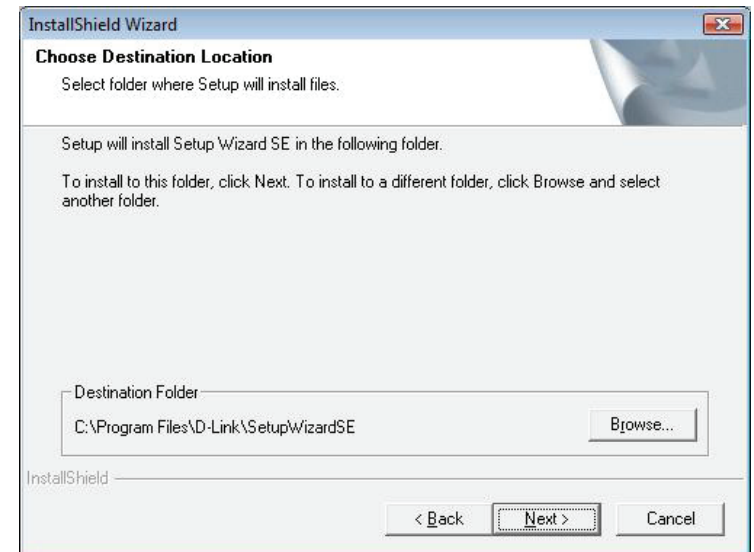 InstallShield Wizard
Choose Destination Location
Select folder where Setup will install files.
Setup will install Setup Wizard SE in the following folder.
To install to this folder, click Next. To install to a different folder, click Browse and select
another folder.
Destination Folder
C:\Program Files\D-Link\SetupWizardSE
Browse...
InstallShield
< Back
Next >
Cancel